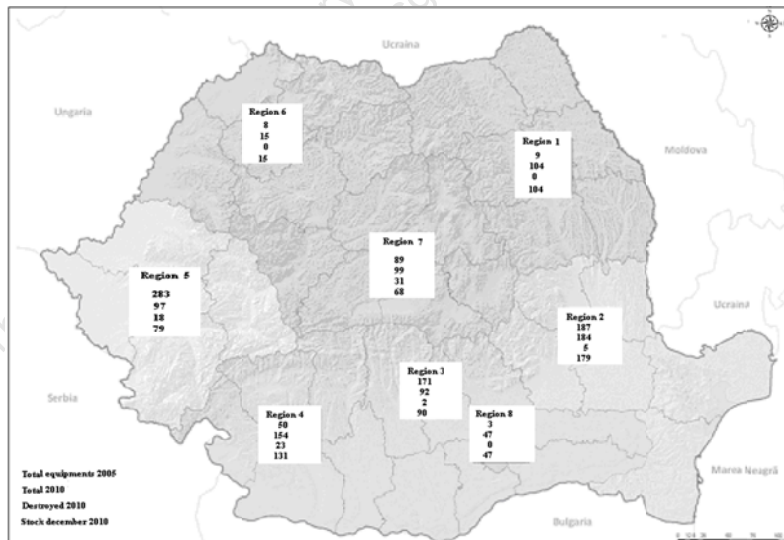 Ucraina
Ungaria
Moldova
Region 6
8
15
0
15
Region 1
9
104
0
104
Region 7
89
99
31
68
Region 5
283
97
18
79
Region 2
187
184
5
179
Ucraina
Region 3
171
92
2
90
Serbia
Region 4
50
154
23
131
Region 8
3
47
0
47
Marea Neagră
Total equipments 2005
Total 2010
Destroyed 2010
Stock december 2010
Bulgaria